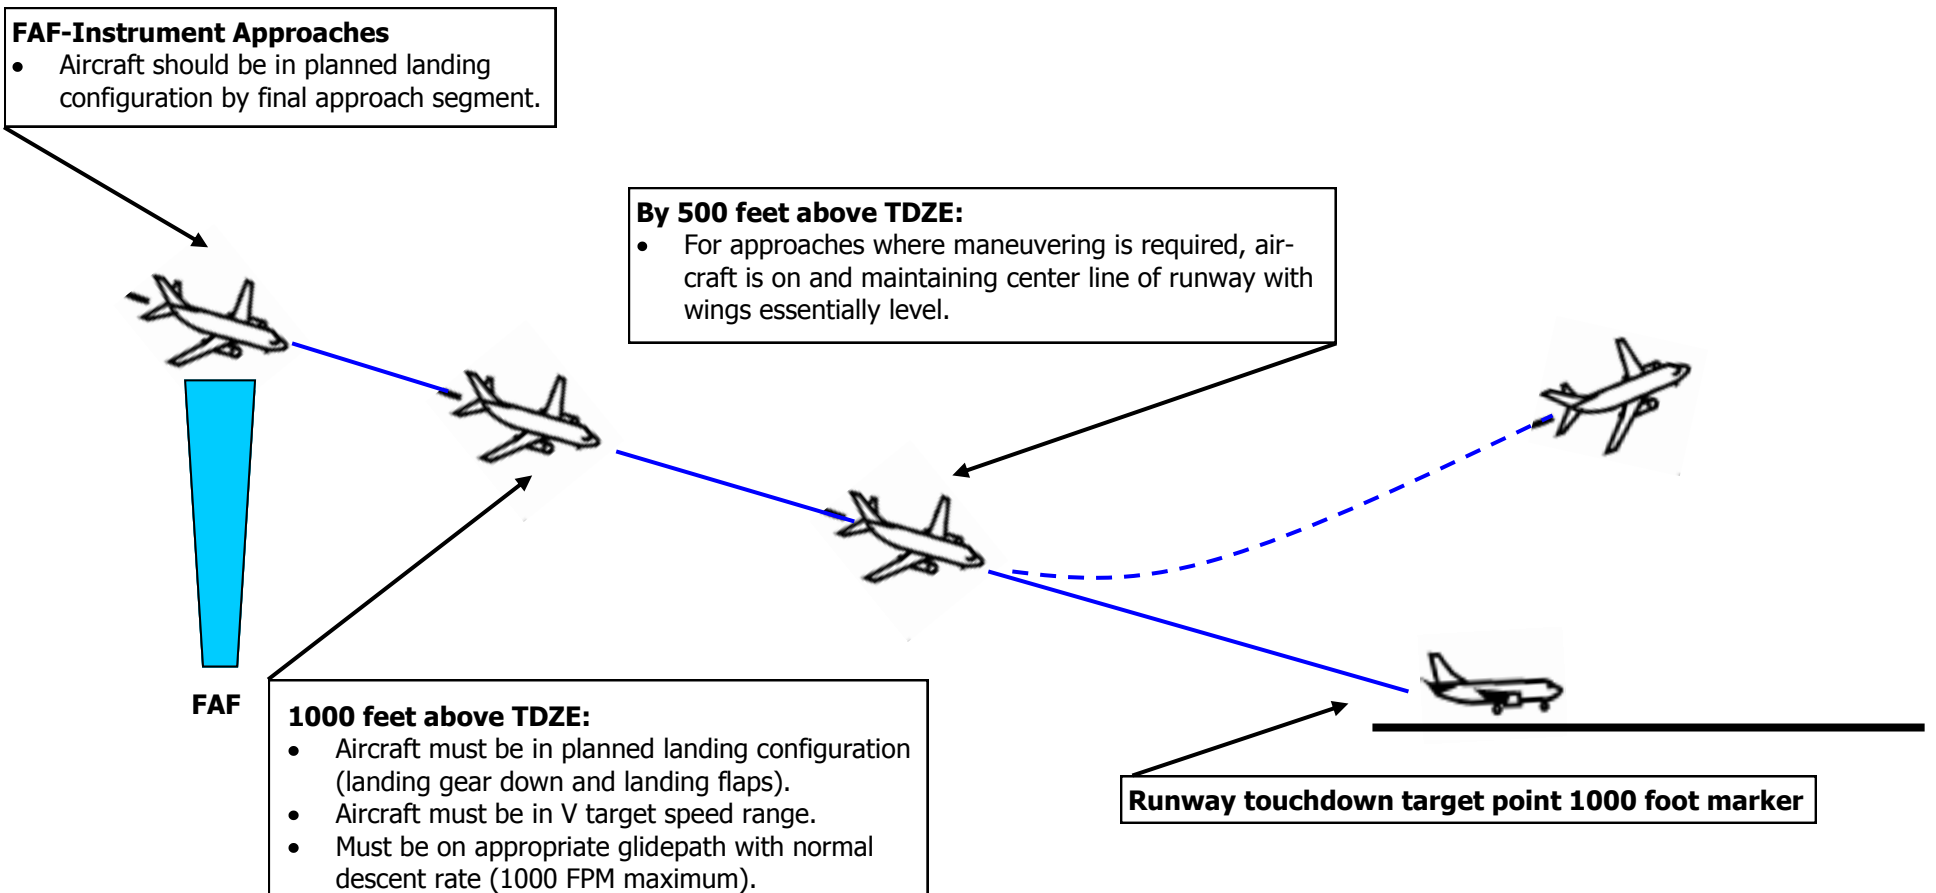 FAF-Instrument Approaches
• Aircraft should be in planned landing
configuration by final approach segment.
By 500 feet above TDZE:
• For approaches where maneuvering is required, air-
craft is on and maintaining center line of runway with
wings essentially level.
FAF
1000 feet above TDZE:
• Aircraft must be in planned landing configuration
(landing gear down and landing flaps).
• Aircraft must be in V target speed range.
• Must be on appropriate glidepath with normal
descent rate (1000 FPM maximum).
Runway touchdown target point 1000 foot marker